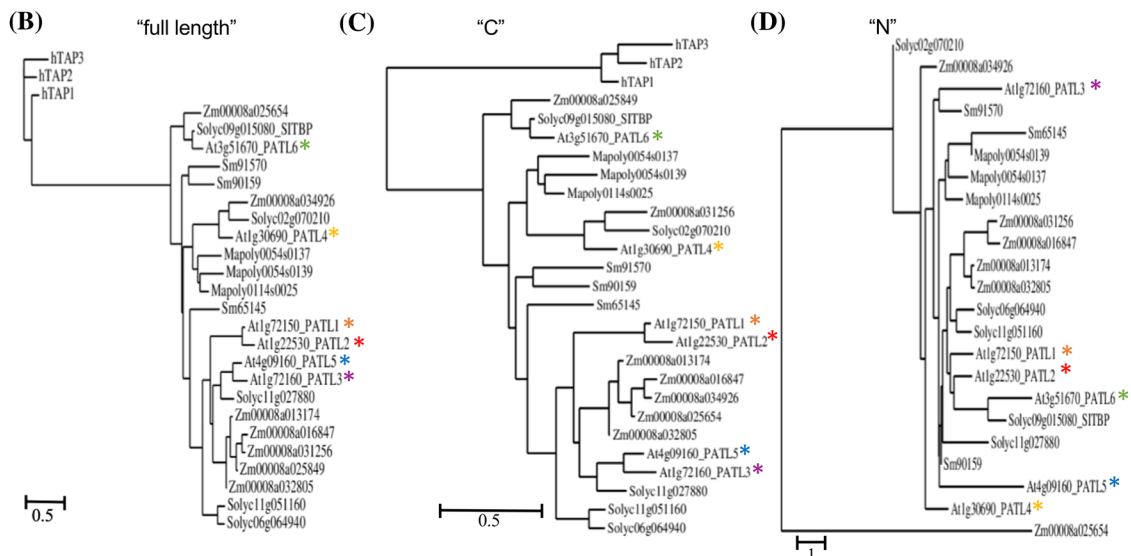 (B)
"full length"
hTAP3
hTAP2
hTAP1
Zm00008a025654
Solyc09g015080_SITBP
At3g51670_PATL6*
Sm91570
Sm90159
Zm00008a034926
Solyc02g070210
At1g30690_PATL4*
Mapoly0054s0137
Mapoly0054s0139
Mapoly0114s0025
Sm65145
At1g72150_PATL1*
At1g22530_PATL2*
At4g09160_PATL5*
At1g72160_PATL3*
Solyc11g027880
Zm00008a013174
Zm00008a016847
Zm00008a031256
Zm00008a025849
Zm00008a032805
Solyc11g051160
Solyc06g064940
0.5
(C)
"C"
hTAP3
hTAP2
hTAP1
Zm00008a025849
Solyc09g015080_SITBP
At3g51670_PATL6*
Mapoly0054s0137
Mapoly0054s0139
Mapoly0114s0025
Zm00008a031256
Solyc02g070210
At1g30690_PATL4*
Sm91570
Sm90159
Sm65145
At1g72150_PATL1*
At1g22530_PATL2*
Zm00008a013174
Zm00008a016847
Zm00008a034926
Zm00008a025654
Zm00008a032805
At4g09160_PATL5*
At1g72160_PATL3*
Solyc11g027880
Solyc11g051160
Solyc06g064940
0.5
(D)
"N"
Solyc02g070210
Zm00008a034926
At1g72160_PATL3*
Sm91570
Sm65145
Mapoly0054s0139
Mapoly0054s0137
Mapoly0114s0025
Zm00008a031256
Zm00008a016847
Zm00008a013174
Zm00008a032805
Solyc06g064940
Solyc11g051160
At1g72150_PATL1*
At1g22530_PATL2*
At3g51670_PATL6*
Solyc09g015080_SITBP
Solyc11g027880
Sm90159
At4g09160_PATL5*
At1g30690_PATL4*
Zm00008a025654
1